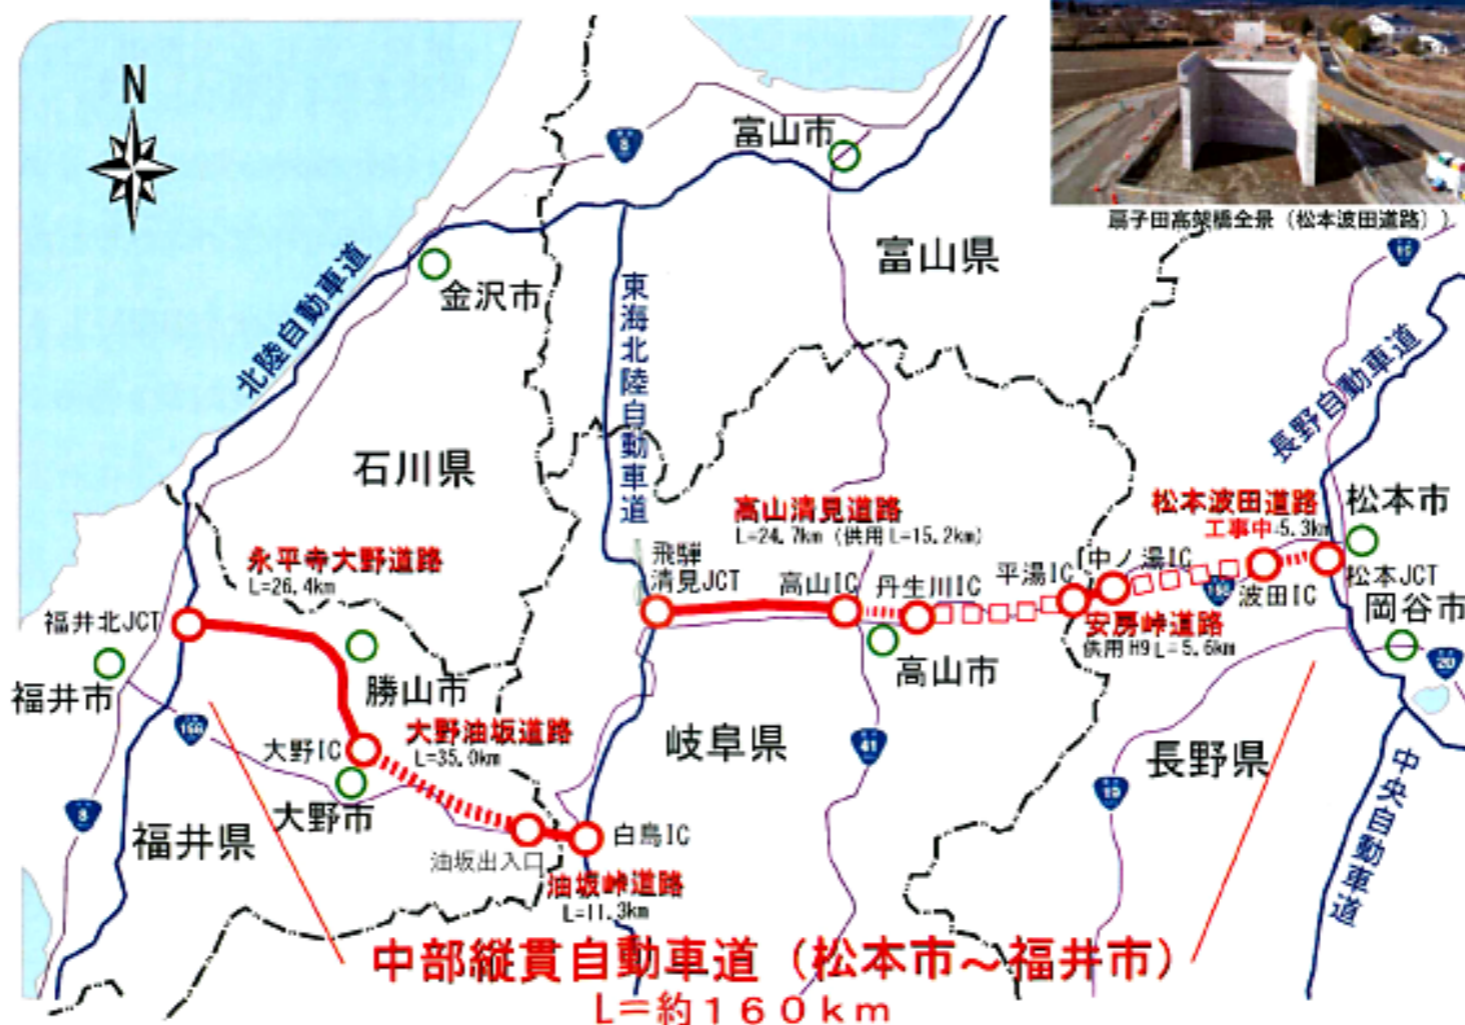 N
8
富山市
扇子田高架橋全景（松本波田道路））
富山県
19
金沢市
北陸自動車道
東海北陸自動車道
長野自動車道
石川県
高山清見道路
L=24.7km（供用 L=15.2km）
松本波田道路
工事中 5.3km
松本市
永平寺大野道路
L=26.4km
飛騨
清見JCT
高山IC
丹生川IC
平湯IC
中ノ湯IC
158
波田IC
松本JCT
岡谷市
福井北JCT
安房峠道路
供用 H9 L=5.6km
福井市
勝山市
高山市
20
158
大野IC
大野油坂道路
L=35.0km
岐阜県
41
長野県
大野市
19
8
福井県
油坂出入口
白鳥IC
中央自動車道
油坂峠道路
L=11.3km
中部縦貫自動車道（松本市～福井市）
L=約１６０ｋｍ